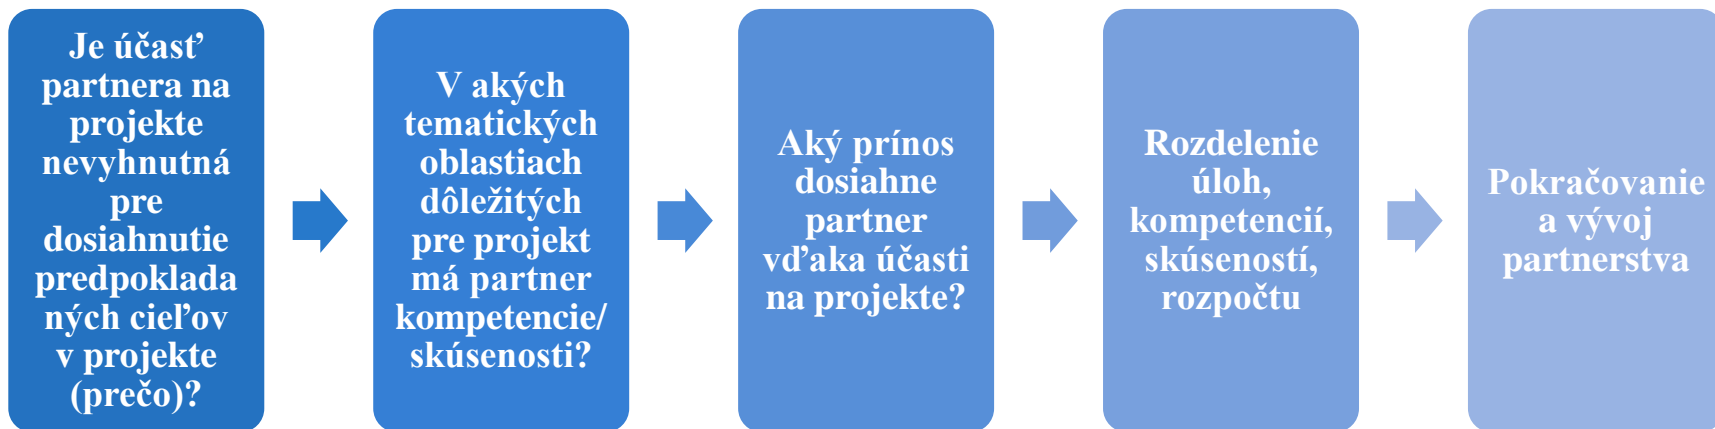 Je účasť
partnera na
projekte
nevyhnutná
pre
dosiahnutie
predpoklada
ných cieľov
v projekte
(prečo)?
V akých
tematických
oblastiach
dôležitých
pre projekt
má partner
kompetencie/
skúsenosti?
Aký prínos
dosiahne
partner
vďaka účasti
na projekte?
Rozdelenie
úloh,
kompetencií,
skúseností,
rozpočtu
Pokračovanie
a vývoj
partnerstva